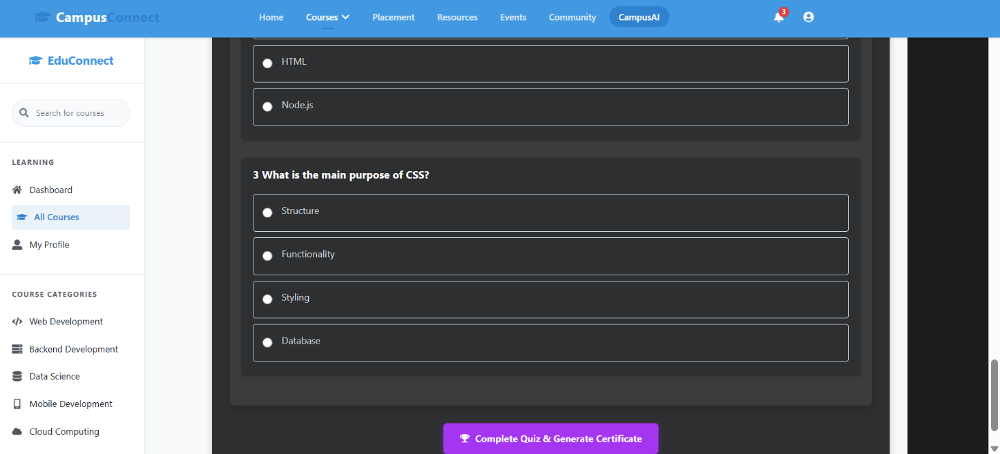 CampusConnect
Home
Courses
Placement
Resources
Events
Community
CampusAI
3
EduConnect
Search for courses
LEARNING
Dashboard
All Courses
My Profile
COURSE CATEGORIES
Web Development
Backend Development
Data Science
Mobile Development
Cloud Computing
HTML
Node.js
3 What is the main purpose of CSS?
Structure
Functionality
Styling
Database
Complete Quiz & Generate Certificate